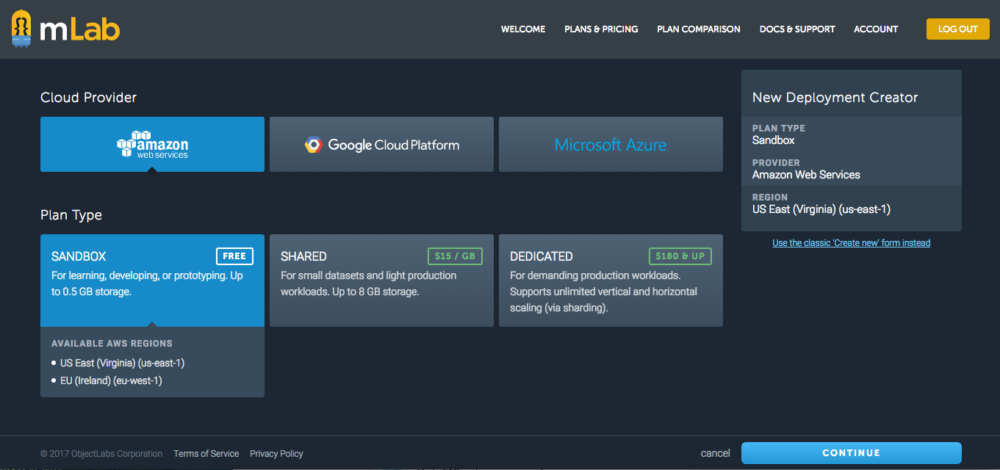 mLab
WELCOME
PLANS & PRICING
PLAN COMPARISON
DOCS & SUPPORT
ACCOUNT
LOG OUT
Cloud Provider
amazon
web services
Google Cloud Platform
Microsoft Azure
Plan Type
SANDBOX
FREE
For learning, developing, or prototyping. Up
to 0.5 GB storage.
AVAILABLE AWS REGIONS
• US East (Virginia) (us-east-1)
• EU (Ireland) (eu-west-1)
SHARED
$15 / GB
For small datasets and light production
workloads. Up to 8 GB storage.
DEDICATED
$180 & UP
For demanding production workloads.
Supports unlimited vertical and horizontal
scaling (via sharding).
New Deployment Creator
PLAN TYPE
Sandbox
PROVIDER
Amazon Web Services
REGION
US East (Virginia) (us-east-1)
Use the classic 'Create new' form instead
© 2017 ObjectLabs Corporation
Terms of Service
Privacy Policy
cancel
CONTINUE